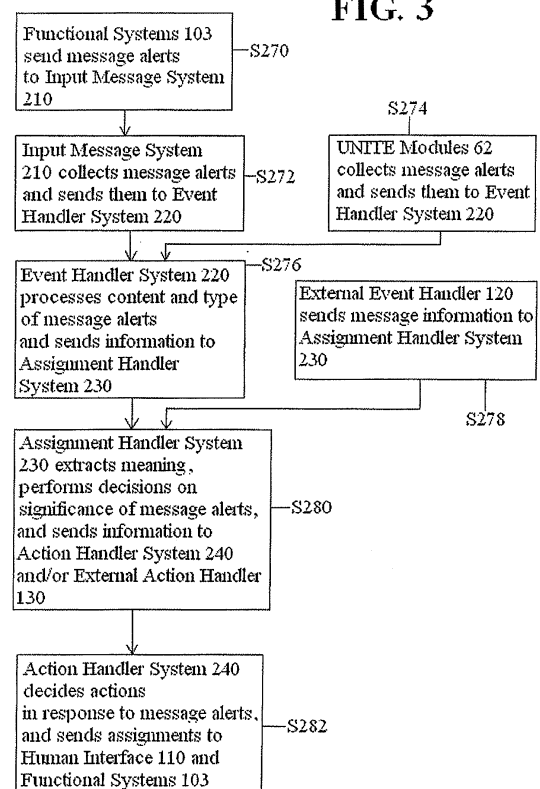 FIG. 3
Functional Systems 103
send message alerts
to Input Message System
210
S270
S274
Input Message System
210 collects message alerts
and sends them to Event
Handler System 220
S272
UNITE Modules 62
collects message alerts
and sends them to Event
Handler System 220
Event Handler System 220
processes content and type
of message alerts
and sends information to
Assignment Handler
System 230
S276
External Event Handler 120
sends message information to
Assignment Handler System
230
S278
Assignment Handler System
230 extracts meaning,
performs decisions on
significance of message alerts,
and sends information to
Action Handler System 240
and/or External Action Handler
130
S280
Action Handler System 240
decides actions
in response to message alerts,
and sends assignments to
Human Interface 110 and
Functional Systems 103
S282